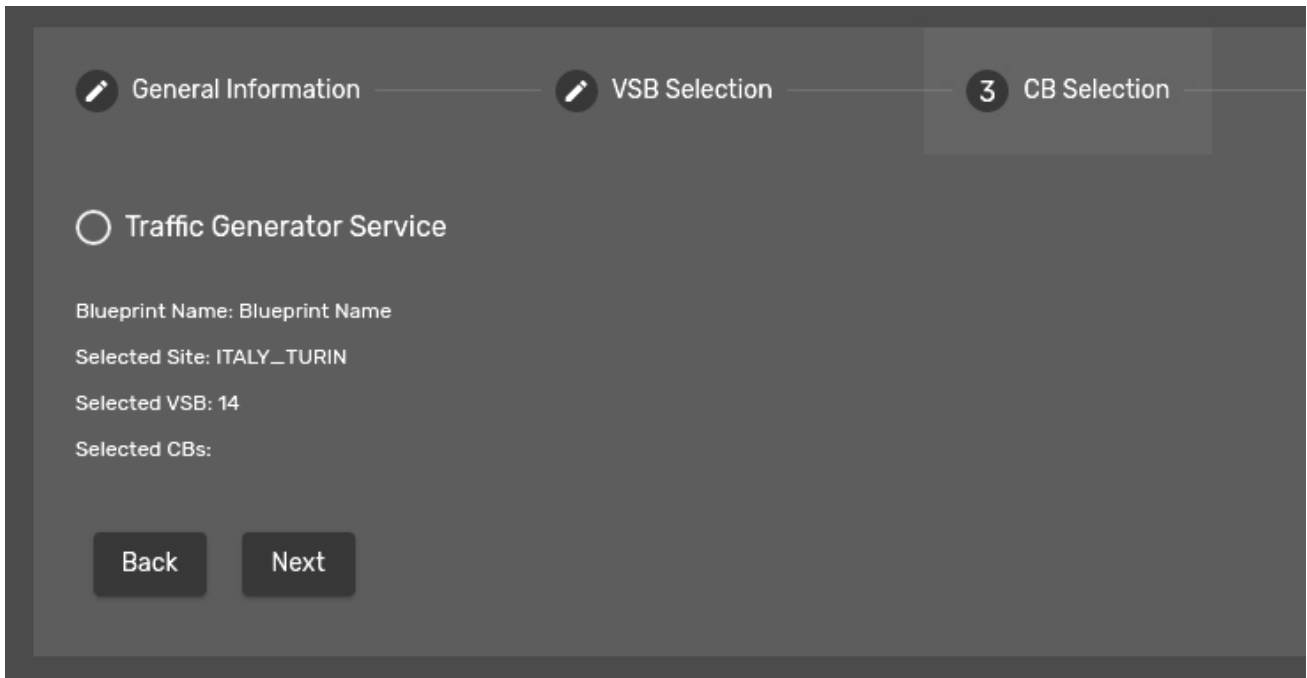 General Information
VSB Selection
3 CB Selection
Traffic Generator Service
Blueprint Name: Blueprint Name
Selected Site: ITALY_TURIN
Selected VSB: 14
Selected CBs:
Back
Next